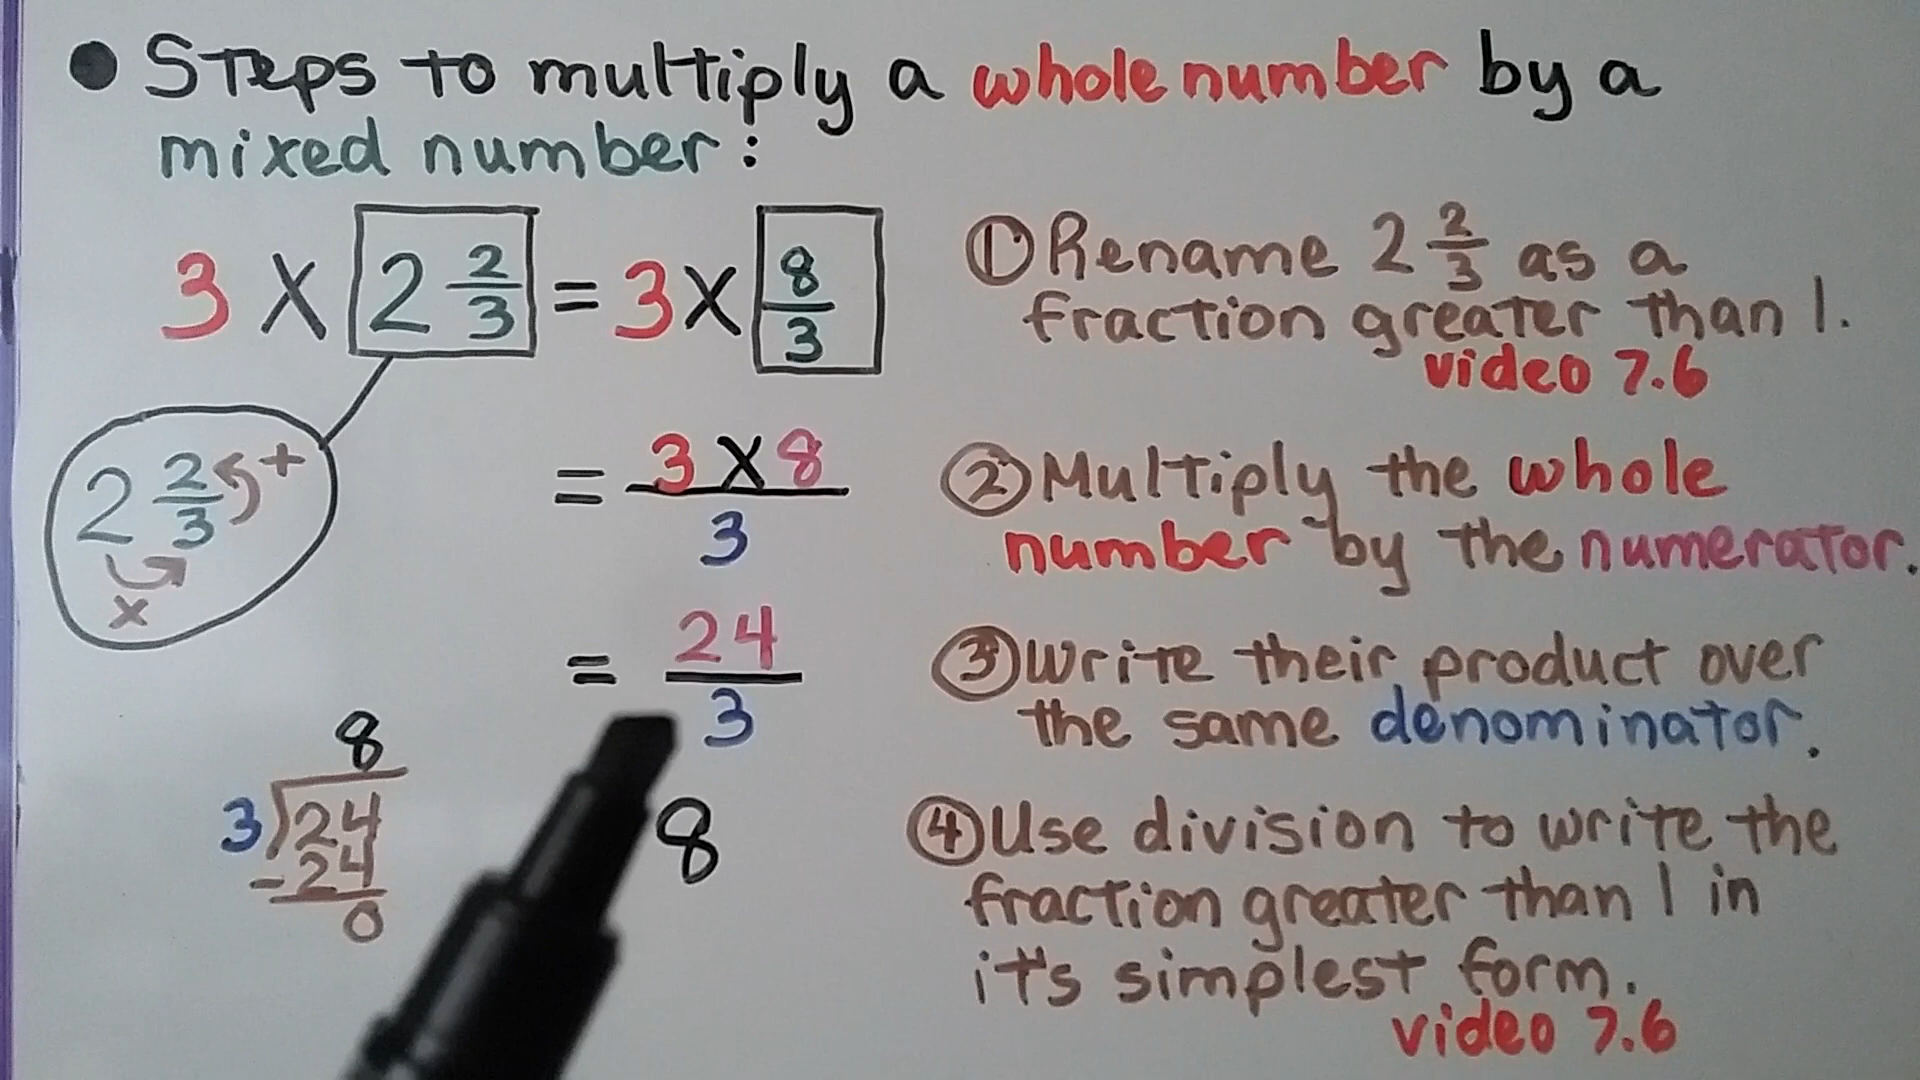 ● Steps to multiply a whole number by a
mixed number:
3 × 2 2/3 = 3 × 8/3
2 2/3 +
×
= 3 × 8 / 3
= 24/3
8
8
3)24
-24
0
① Rename 2 2/3 as a
fraction greater than 1.
video 7.6
② Multiply the whole
number by the numerator.
③ Write their product over
the same denominator.
④ Use division to write the
fraction greater than 1 in
it's simplest form.
video 7.6